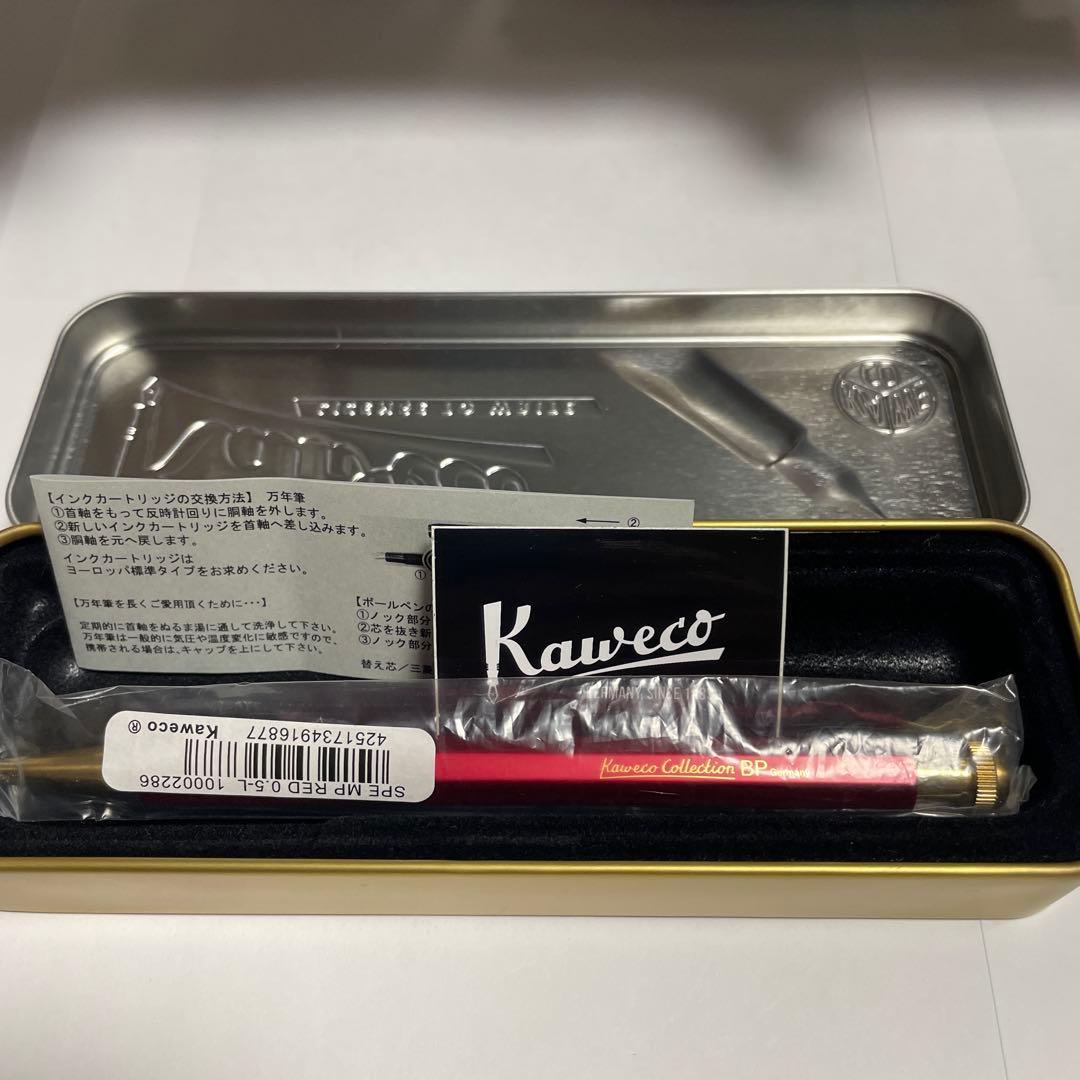 LICENSE TO WRITE
【インクカートリッジの交換方法】 万年筆
①首軸をもって反時計回りに胴軸を外します。
②新しいインクカートリッジを首軸へ差し込みます。
③胴軸を元へ戻します。
インクカートリッジは
ヨーロッパ標準タイプをお求めください。
②
①
【万年筆を長くご愛用頂くために・・・】
定期的に首軸をぬるま湯に通して洗浄して下さい。
万年筆は一般的に気圧や温度変化に敏感ですので、
携帯される場合は、キャップを上にして下さい。
【ボールペンの
①ノック部分
②芯を抜き新
③ノック部分
替え芯/三菱
Kaweco
GERMANY, SINCE
SPE MP RED 0.5-L 10002286
4251734916877
Kaweco ®
Kaweco Collection BP Germany